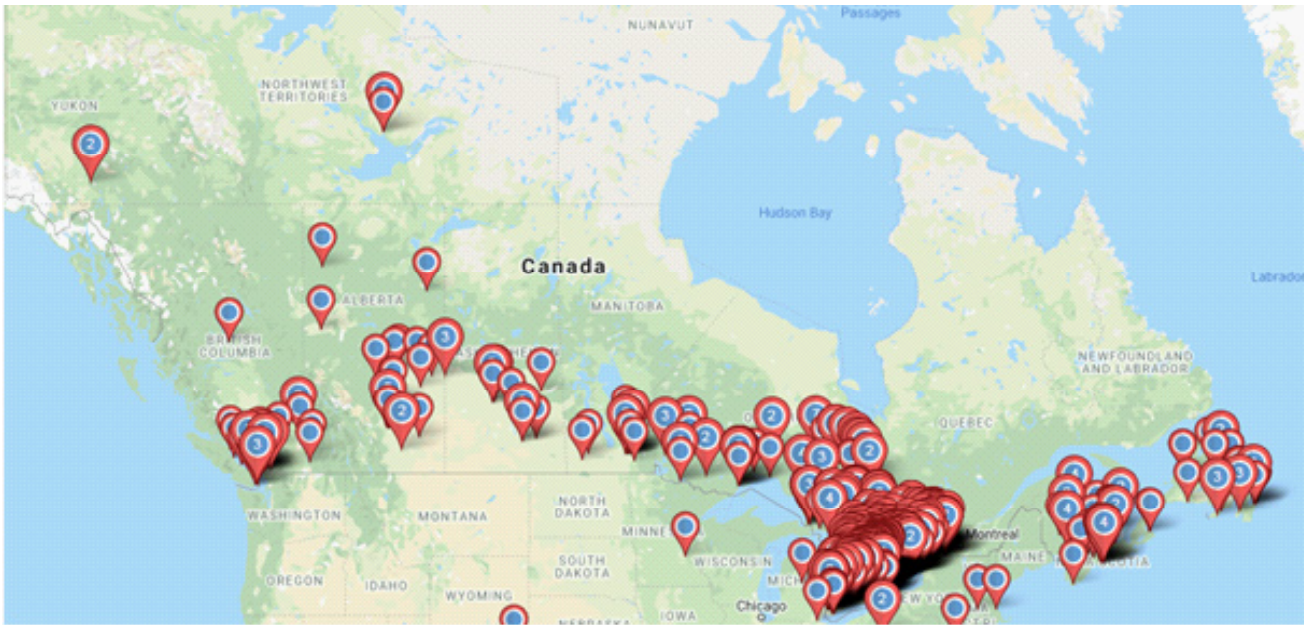 Passages
NUNAVUT
NORTHWEST
TERRITORIES
YUKON
2
Hudson Bay
Canada
Labrador
ALBERTA
MANITOBA
BRITISH
COLUMBIA
3
NEWFOUNDLAND
AND LABRADOR
2
2
2
QUEBEC
3
3
2
3
3
3
4
4
4
4
2
WASHINGTON
MONTANA
NORTH
DAKOTA
Montreal
MAINE
WISCONSIN
SOUTH
DAKOTA
OREGON
IDAHO
WYOMING
Chicago
IOWA
2